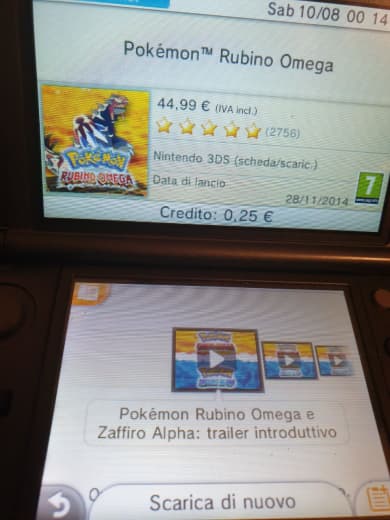 Sab 10/08 00 14
Pokémon™ Rubino Omega
44,99 € (IVA incl.)
(2756)
POKéMON
RUBINO OMEGA
Nintendo 3DS (scheda/scaric.)
Data di lancio
28/11/2014
7
Credito: 0,25 €
Pokémon Rubino Omega e
Zaffiro Alpha: trailer introduttivo
Scarica di nuovo